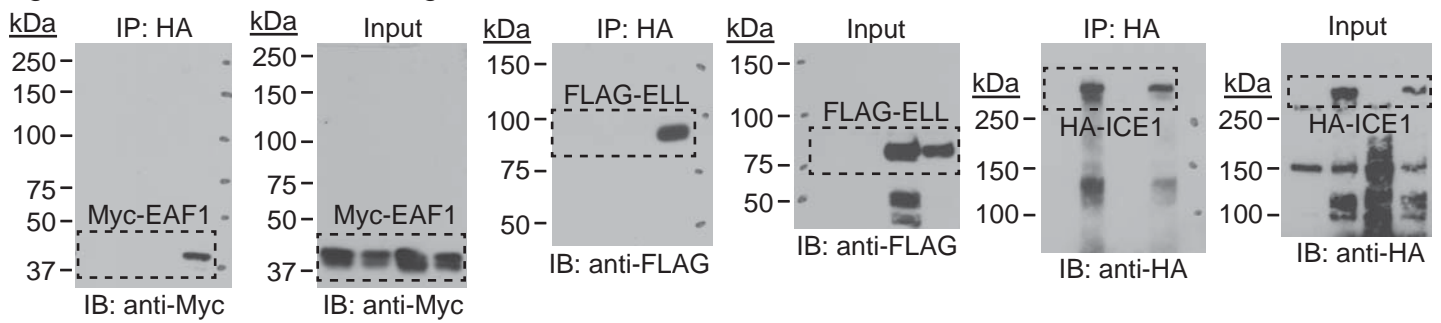 kDa IP: HA
250
150
100
75
50
37
Myc-EAF1
IB: anti-Myc
kDa Input
250
150
100
75
50
37
Myc-EAF1
IB: anti-Myc
kDa IP: HA
150
100
75
50
FLAG-ELL
IB: anti-FLAG
kDa Input
150
100
75
50
FLAG-ELL
IB: anti-FLAG
IP: HA
kDa
250
150
100
HA-ICE1
IB: anti-HA
Input
kDa
250
150
100
HA-ICE1
IB: anti-HA